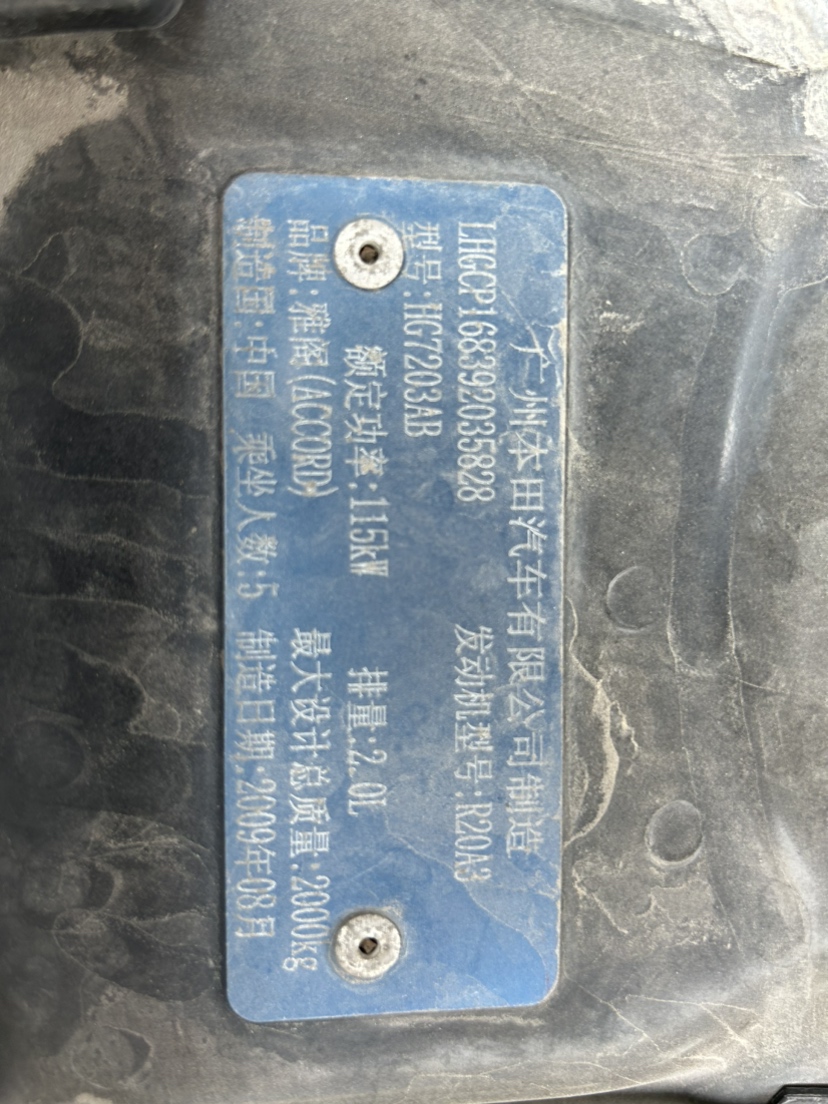 广州本田汽车有限公司制造
LHGCP168392035828 发动机型号:R20A3
型号:HG7203AB
额定功率:115kW 排量:2.0L
品牌:雅阁(ACCORD) 最大设计总质量:2000kg
制造国:中国 乘坐人数:5 制造日期:2009年08月